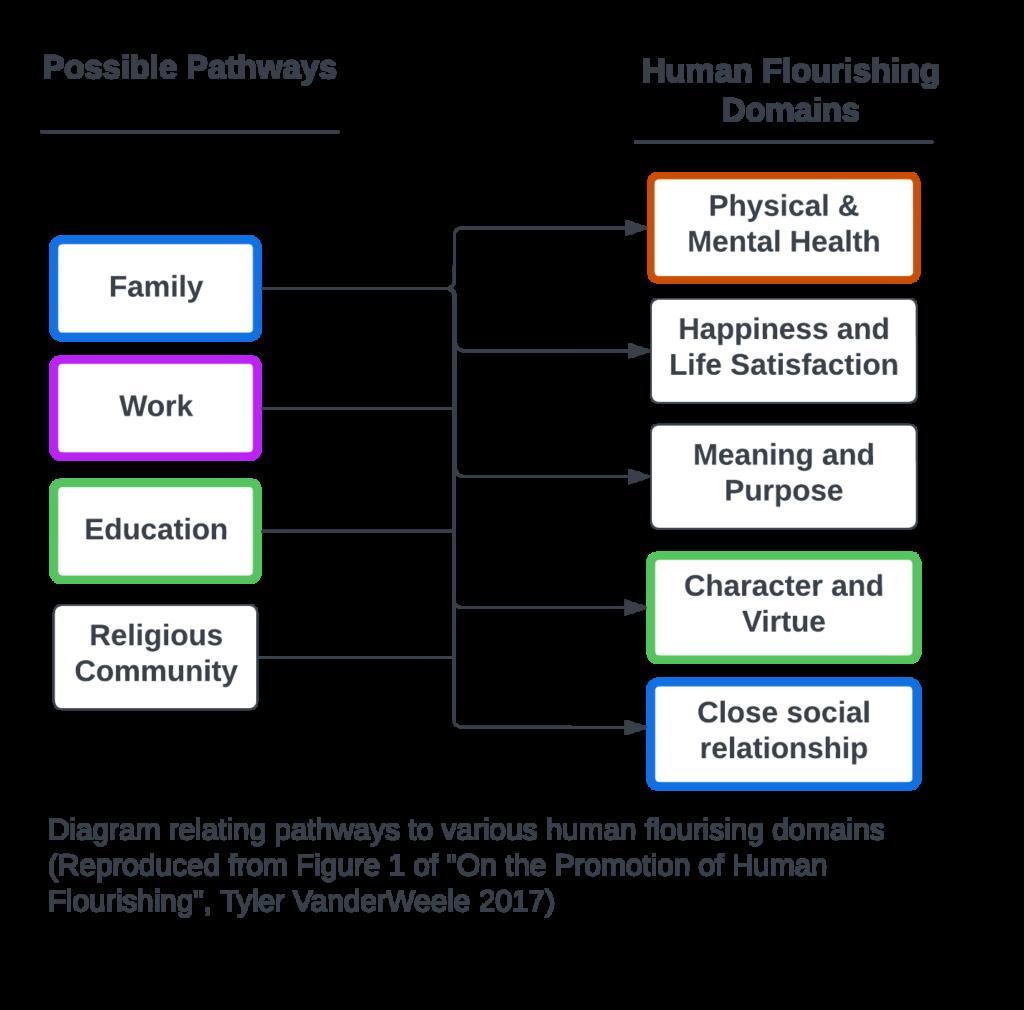 Possible Pathways
Human Flourishing
Domains
Family
Work
Education
Religious
Community
Physical &
Mental Health
Happiness and
Life Satisfaction
Meaning and
Purpose
Character and
Virtue
Close social
relationship
Diagram relating pathways to various human flourising domains
(Reproduced from Figure 1 of "On the Promotion of Human
Flourishing", Tyler VanderWeele 2017)